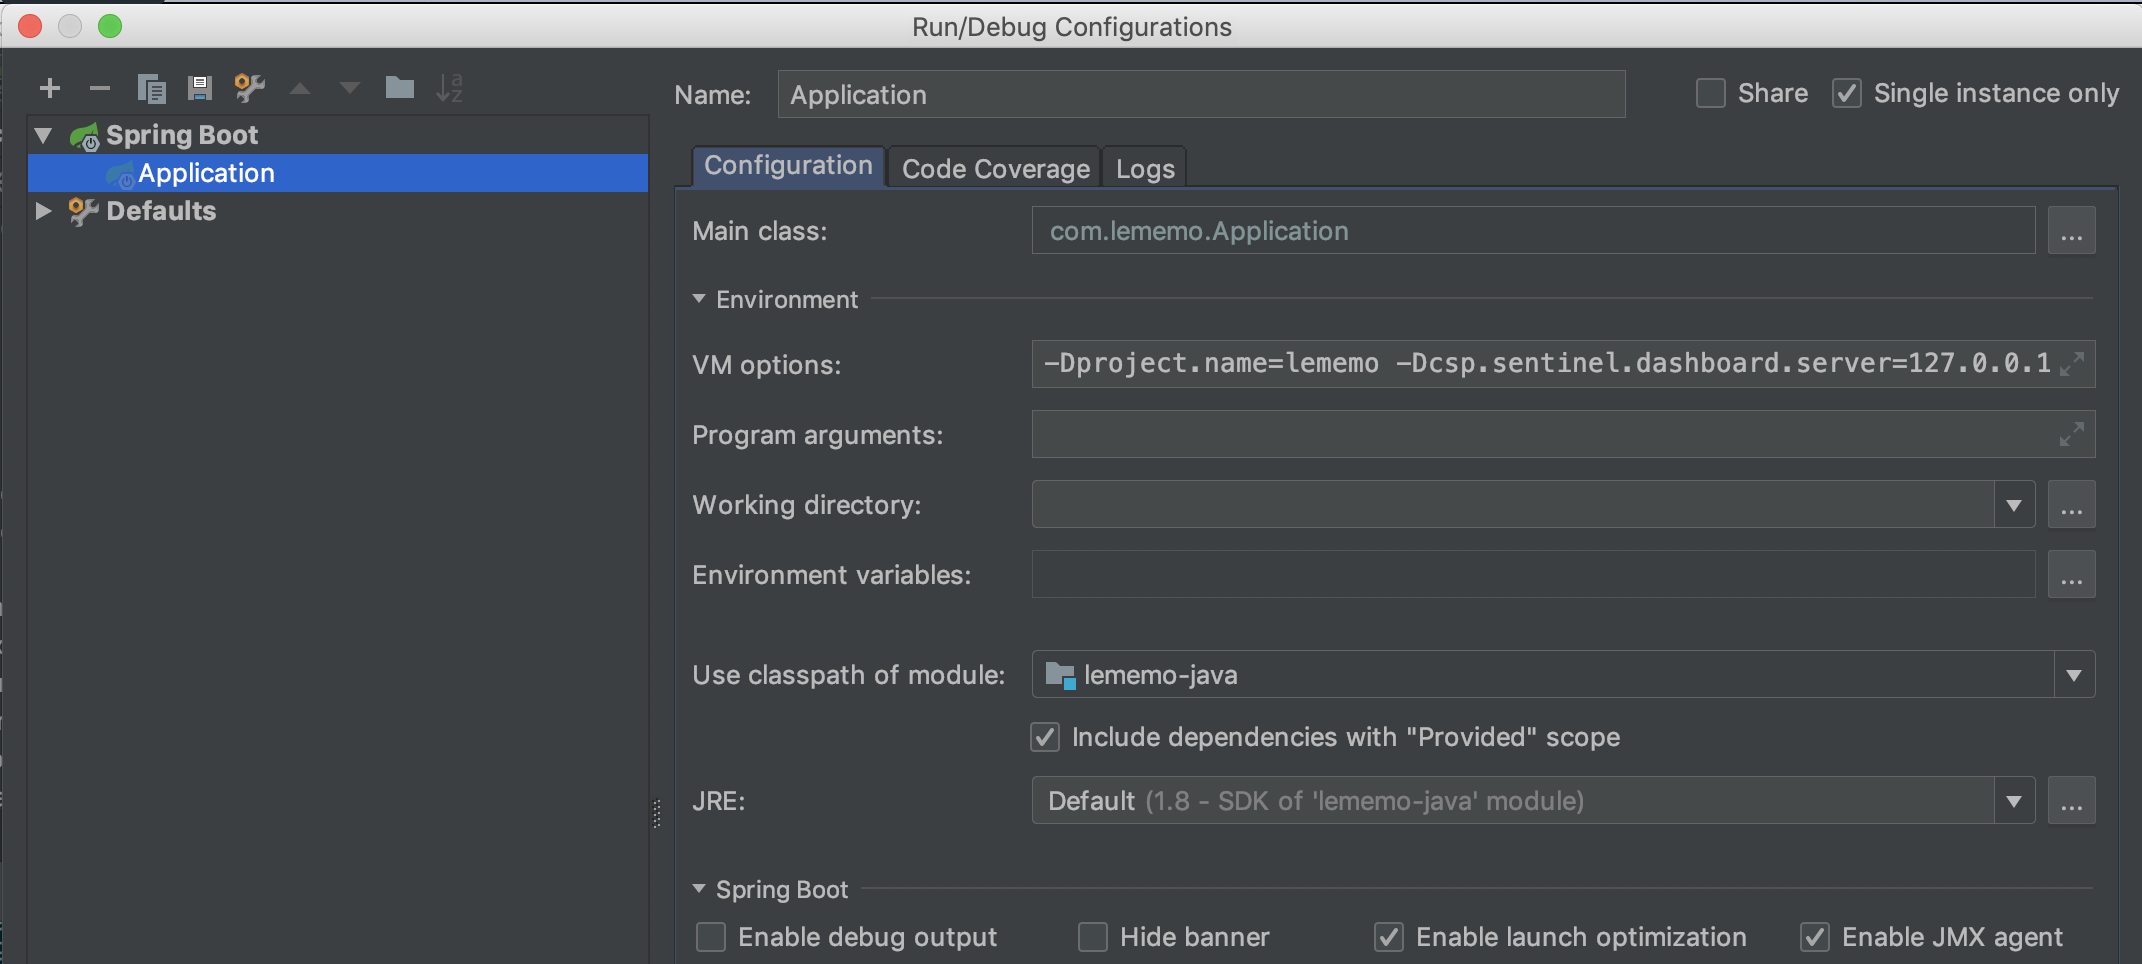 Run/Debug Configurations
Name: Application Share Single instance only
Spring Boot
Application
Defaults
Configuration Code Coverage Logs
Main class: com.lememo.Application ...
Environment
VM options: -Dproject.name=lememo -Dcsp.sentinel.dashboard.server=127.0.0.1
Program arguments:
Working directory: ...
Environment variables: ...
Use classpath of module: lememo-java
Include dependencies with "Provided" scope
JRE: Default (1.8 - SDK of 'lememo-java' module) ...
Spring Boot
Enable debug output Hide banner Enable launch optimization Enable JMX agent